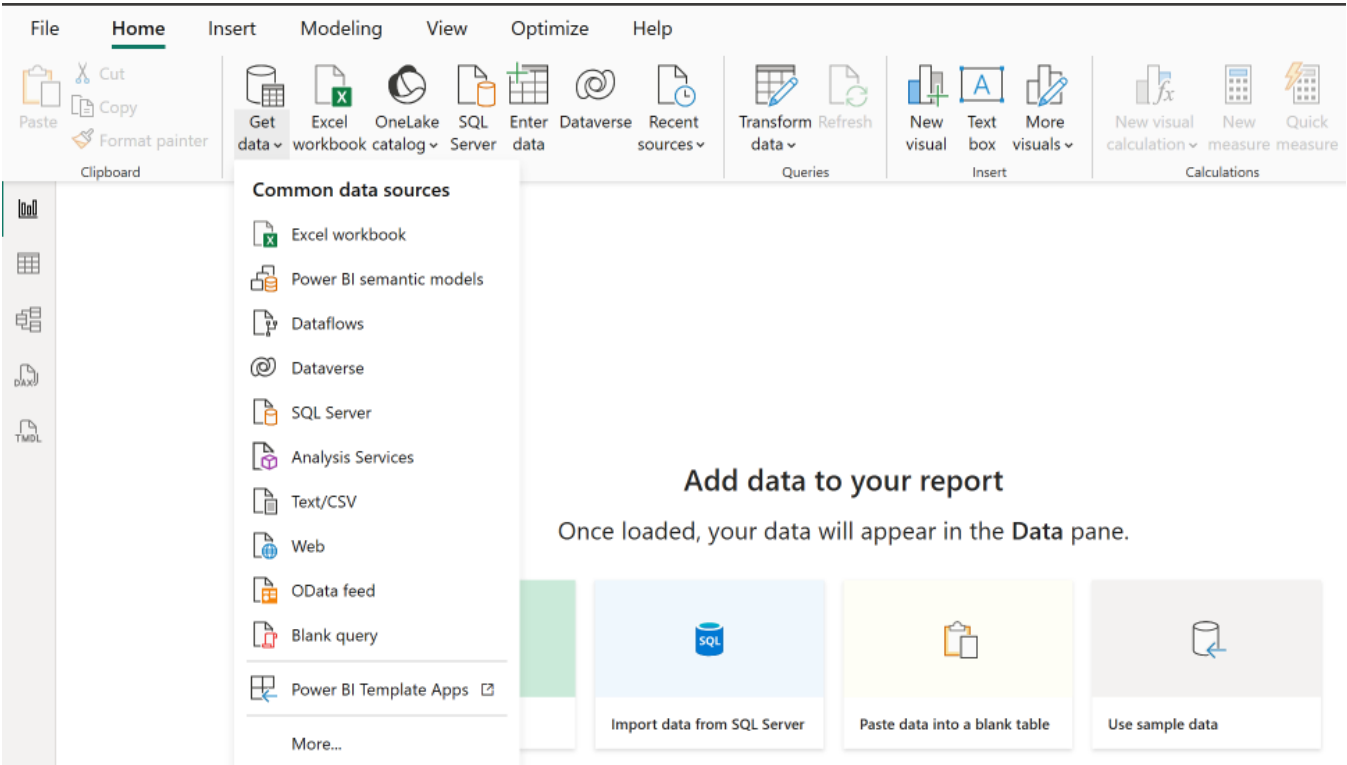 File Home Insert Modeling View Optimize Help
Paste
Cut
Copy
Format painter
Clipboard
Get
data
Excel
workbook
OneLake
catalog
SQL
Server
Enter
data
Dataverse
Recent
sources
Transform
data
Refresh
Queries
New
visual
Text
box
More
visuals
Insert
New visual
calculation
New
measure
Quick
measure
Calculations
DAX
TMDL
Common data sources
Excel workbook
Power BI semantic models
Dataflows
Dataverse
SQL Server
Analysis Services
Text/CSV
Web
OData feed
Blank query
Power BI Template Apps
More...
Add data to your report
Once loaded, your data will appear in the Data pane.
SQL
Import data from SQL Server
Paste data into a blank table
Use sample data